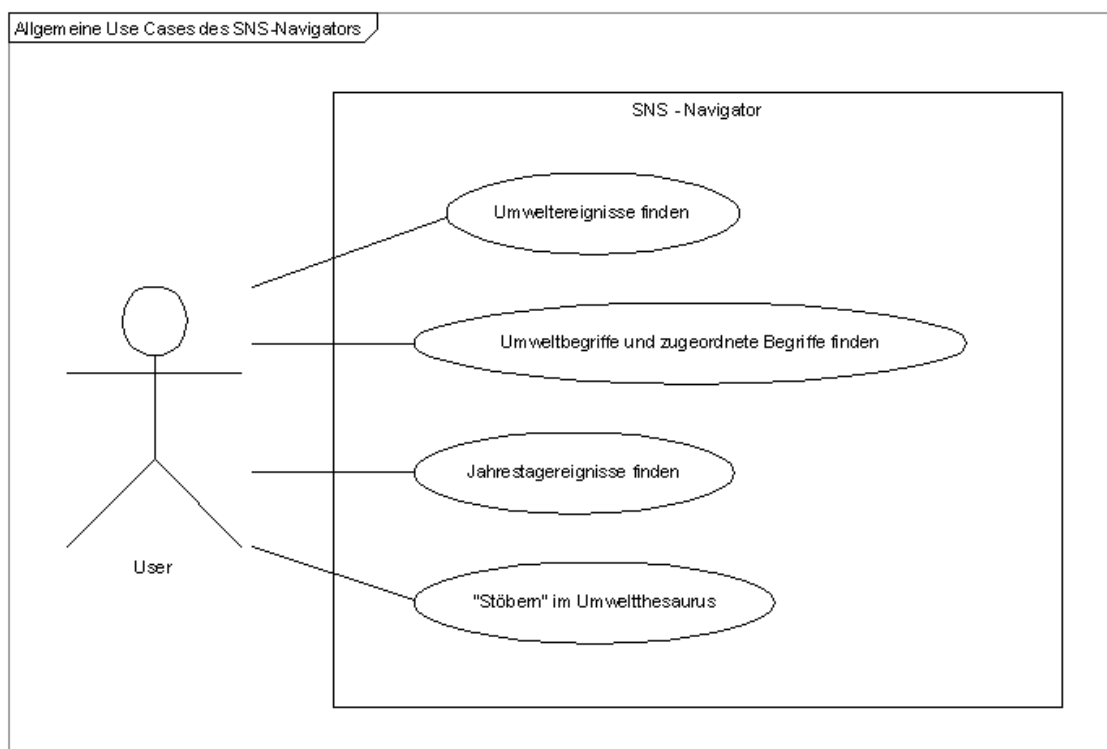 Allgemeine Use Cases des SNS-Navigators
SNS - Navigator
Umweltereignisse finden
Umweltbegriffe und zugeordnete Begriffe finden
Jahrestagereignisse finden
User
"Stöbern" im Umweltthesaurus